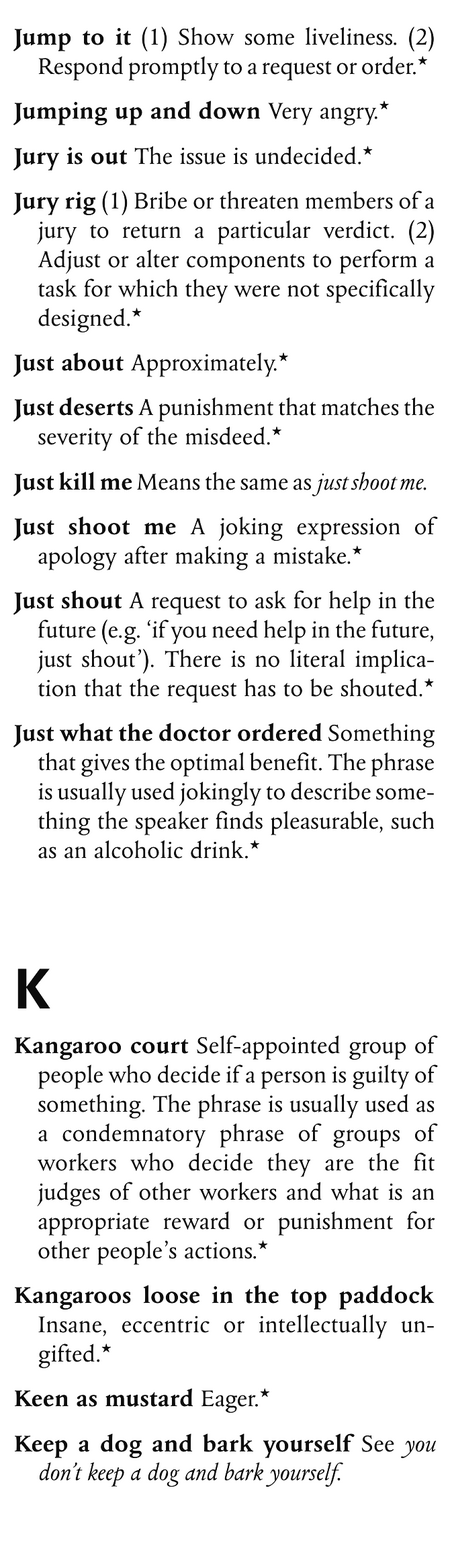 Jump to it (1) Show some liveliness. (2)
Respond promptly to a request or order.★
Jumping up and down Very angry.★
Jury is out The issue is undecided.★
Jury rig (1) Bribe or threaten members of a
jury to return a particular verdict. (2)
Adjust or alter components to perform a
task for which they were not specifically
designed.★
Just about Approximately.★
Just deserts A punishment that matches the
severity of the misdeed.★
Just kill me Means the same as just shoot me.
Just shoot me A joking expression of
apology after making a mistake.★
Just shout A request to ask for help in the
future (e.g. ‘if you need help in the future,
just shout’). There is no literal implica-
tion that the request has to be shouted.★
Just what the doctor ordered Something
that gives the optimal benefit. The phrase
is usually used jokingly to describe some-
thing the speaker finds pleasurable, such
as an alcoholic drink.★
K
Kangaroo court Self-appointed group of
people who decide if a person is guilty of
something. The phrase is usually used as
a condemnatory phrase of groups of
workers who decide they are the fit
judges of other workers and what is an
appropriate reward or punishment for
other people’s actions.★
Kangaroos loose in the top paddock
Insane, eccentric or intellectually un-
gifted.★
Keen as mustard Eager.★
Keep a dog and bark yourself See you
don’t keep a dog and bark yourself.